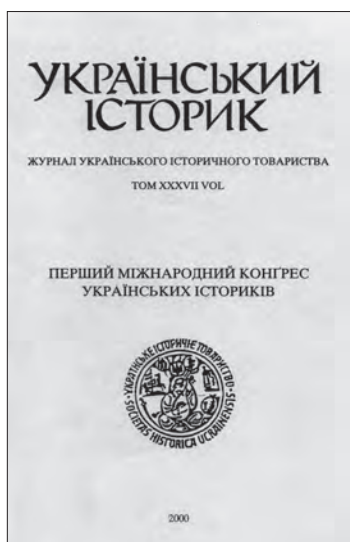 УКРАЇНСЬКИЙ
ІСТОРИК
ЖУРНАЛ УКРАЇНСЬКОГО ІСТОРИЧНОГО ТОВАРИСТВА
ТОМ XXXVII VOL
ПЕРШИЙ МІЖНАРОДНИЙ КОНҐРЕС
УКРАЇНСЬКИХ ІСТОРИКІВ
УКРАЇНСЬКЕ ІСТОРИЧНЕ ТОВАРИСТВО
SOCIETAS HISTORICA UCRAINENSIS
2000